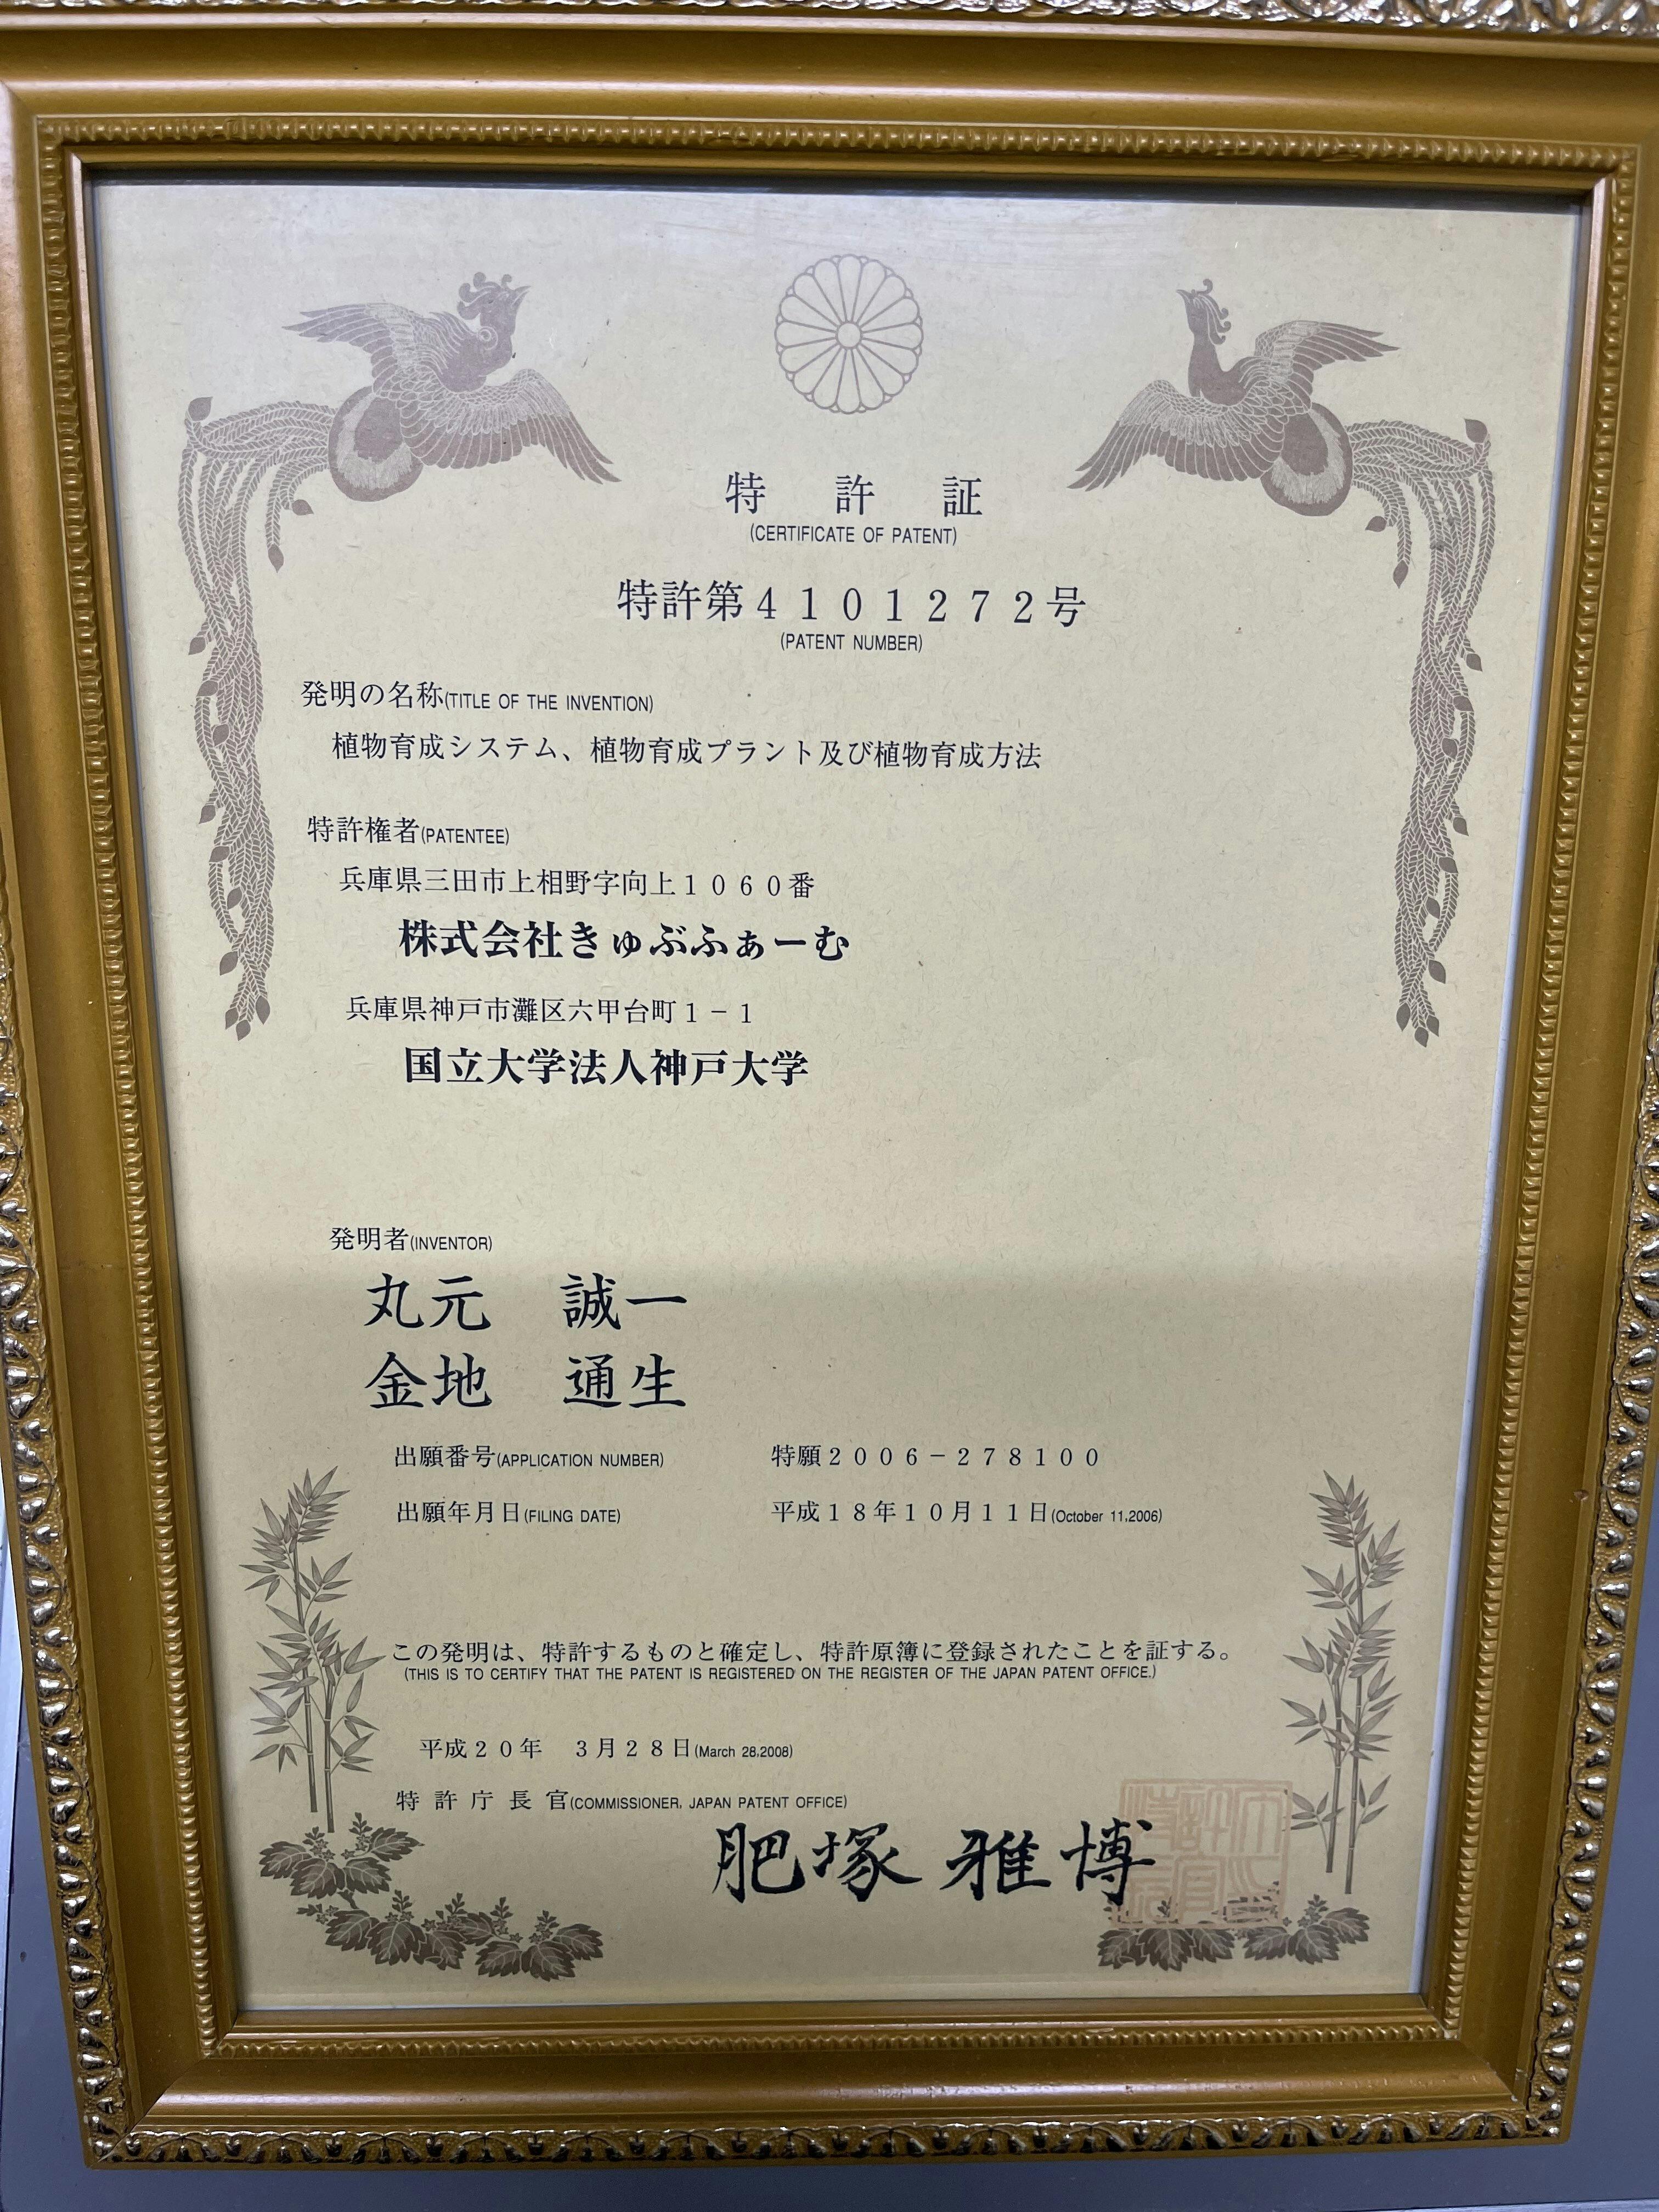 特許証
(CERTIFICATE OF PATENT)
特許第４１０１２７２号
(PATENT NUMBER)
発明の名称(TITLE OF THE INVENTION)
植物育成システム、植物育成プラント及び植物育成方法
特許権者(PATENTEE)
兵庫県三田市上相野字向上１０６０番
株式会社きゅぶふぁーむ
兵庫県神戸市灘区六甲台町１－１
国立大学法人神戸大学
発明者(INVENTOR)
丸元　誠一
金地　通生
出願番号(APPLICATION NUMBER)　特願２００６－２７８１００
出願年月日(FILING DATE)　平成１８年１０月１１日(October 11,2006)
この発明は、特許するものと確定し、特許原簿に登録されたことを証する。
(THIS IS TO CERTIFY THAT THE PATENT IS REGISTERED ON THE REGISTER OF THE JAPAN PATENT OFFICE.)
平成２０年　３月２８日(March 28,2008)
特許庁長官(COMMISSIONER, JAPAN PATENT OFFICE)
肥塚雅博